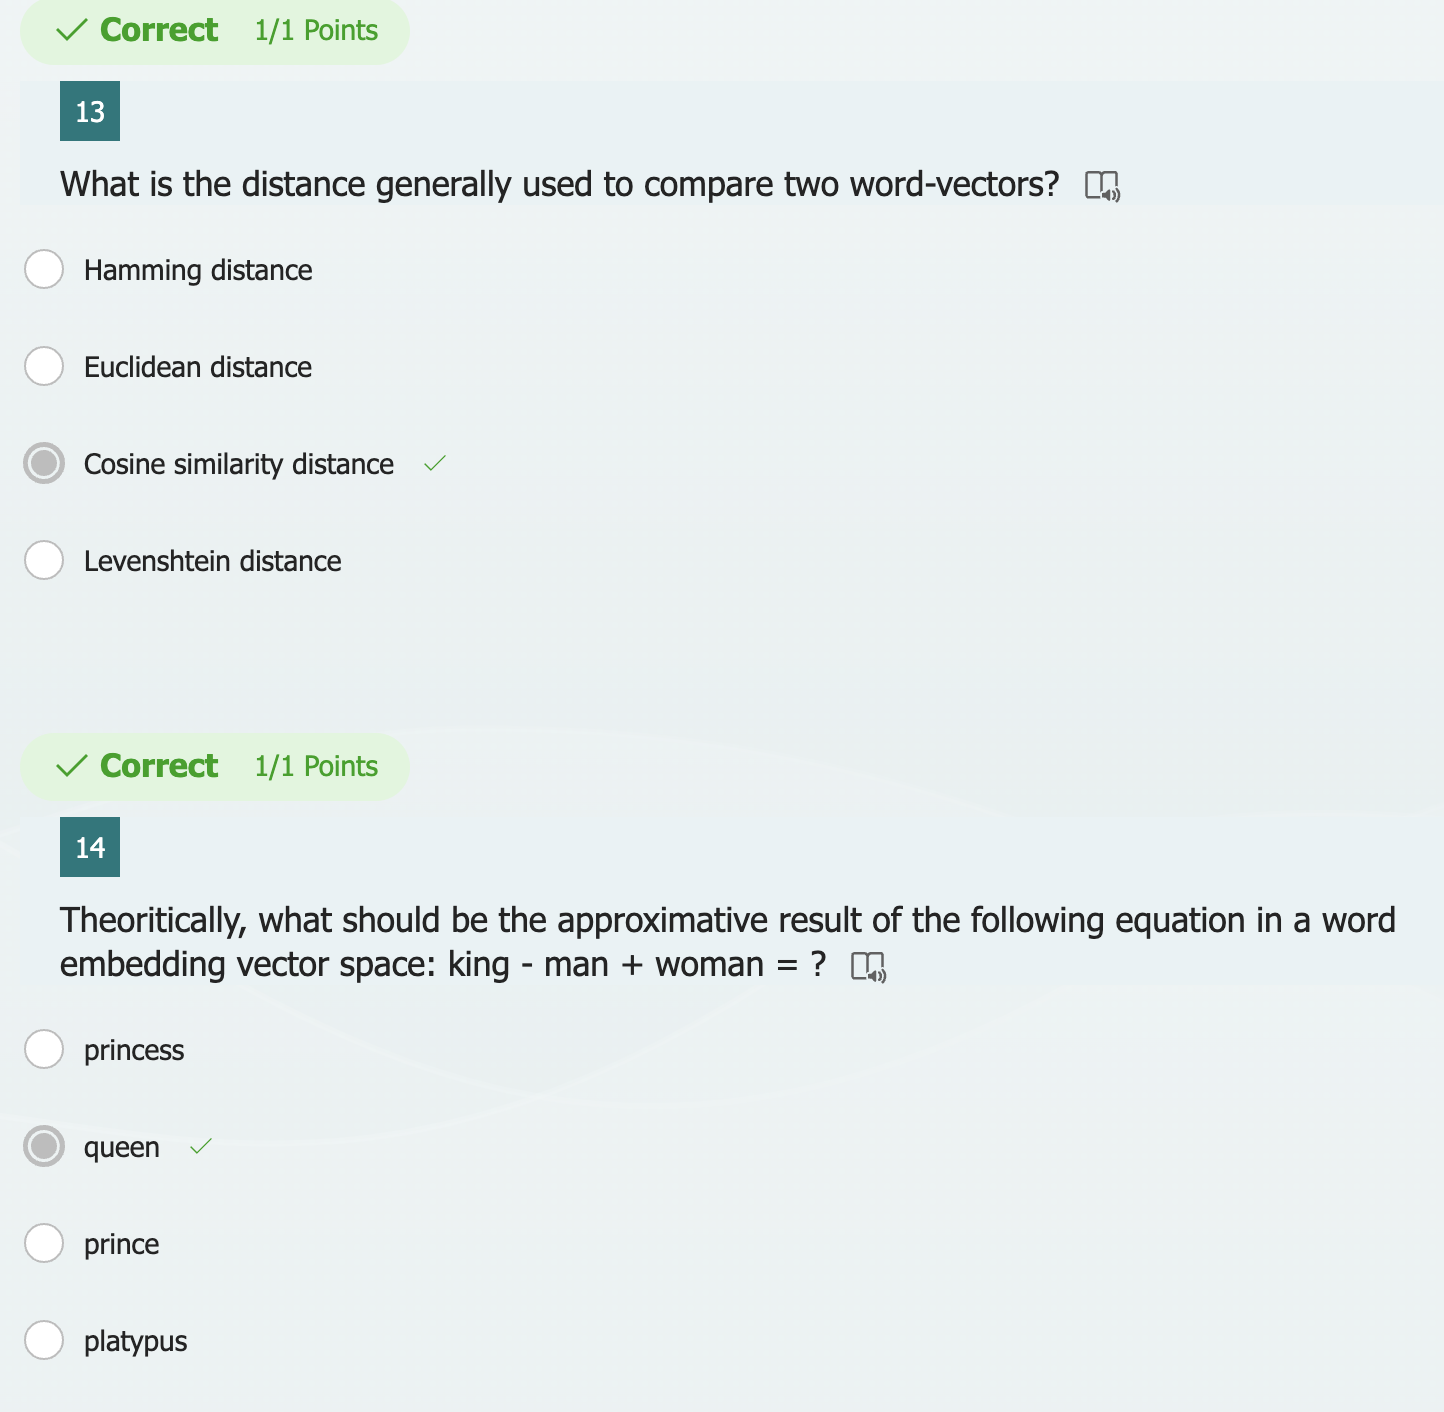 Correct 1/1 Points
13
What is the distance generally used to compare two word-vectors?
Hamming distance
Euclidean distance
Cosine similarity distance
Levenshtein distance
Correct 1/1 Points
14
Theoritically, what should be the approximative result of the following equation in a word
embedding vector space: king - man + woman = ?
princess
queen
prince
platypus